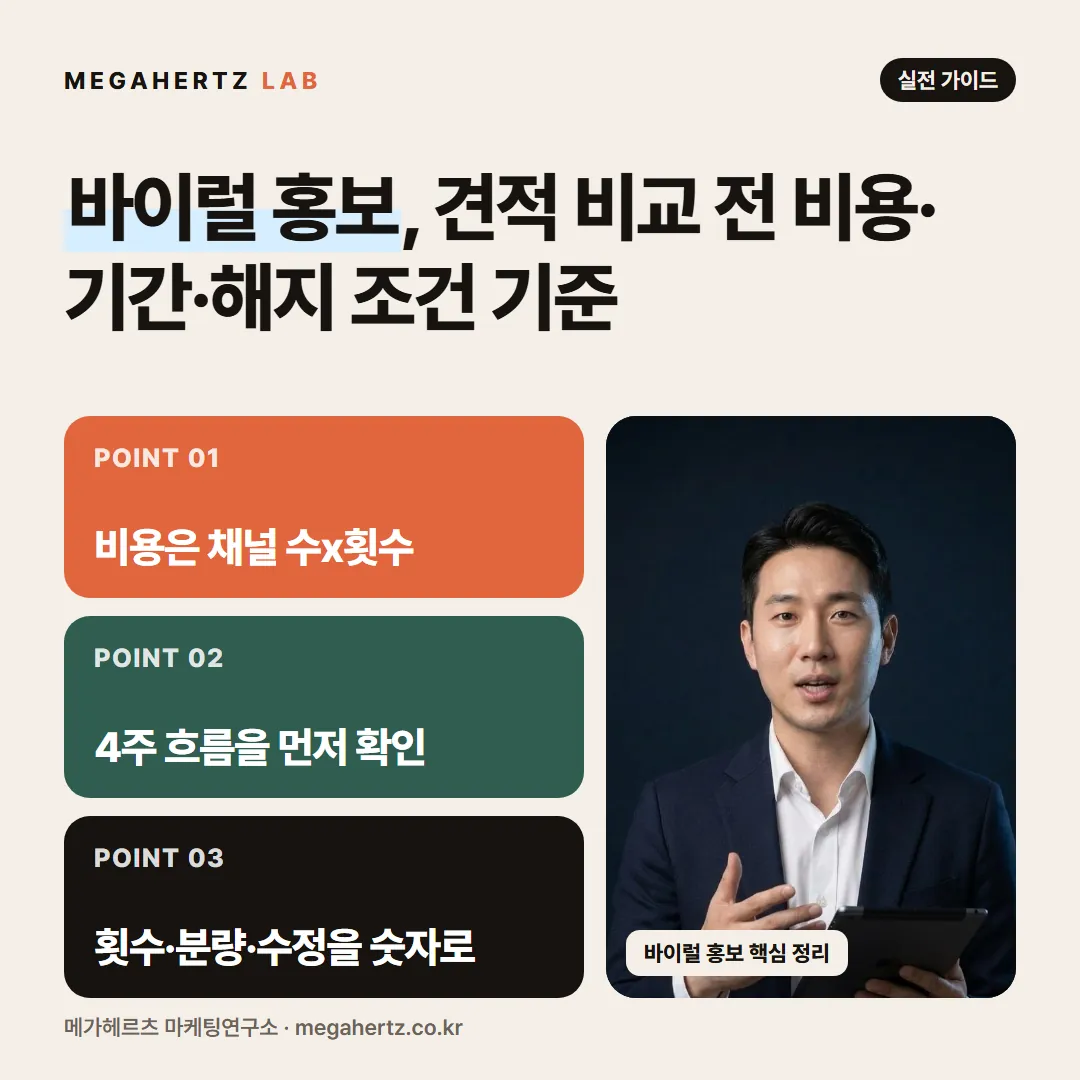 MEGAHERTZ LAB
실전 가이드
바이럴 홍보, 견적 비교 전 비용·
기간·해지 조건 기준
POINT 01
비용은 채널 수x횟수
POINT 02
4주 흐름을 먼저 확인
POINT 03
횟수·분량·수정을 숫자로
바이럴 홍보 핵심 정리
메가헤르츠 마케팅연구소 · megahertz.co.kr